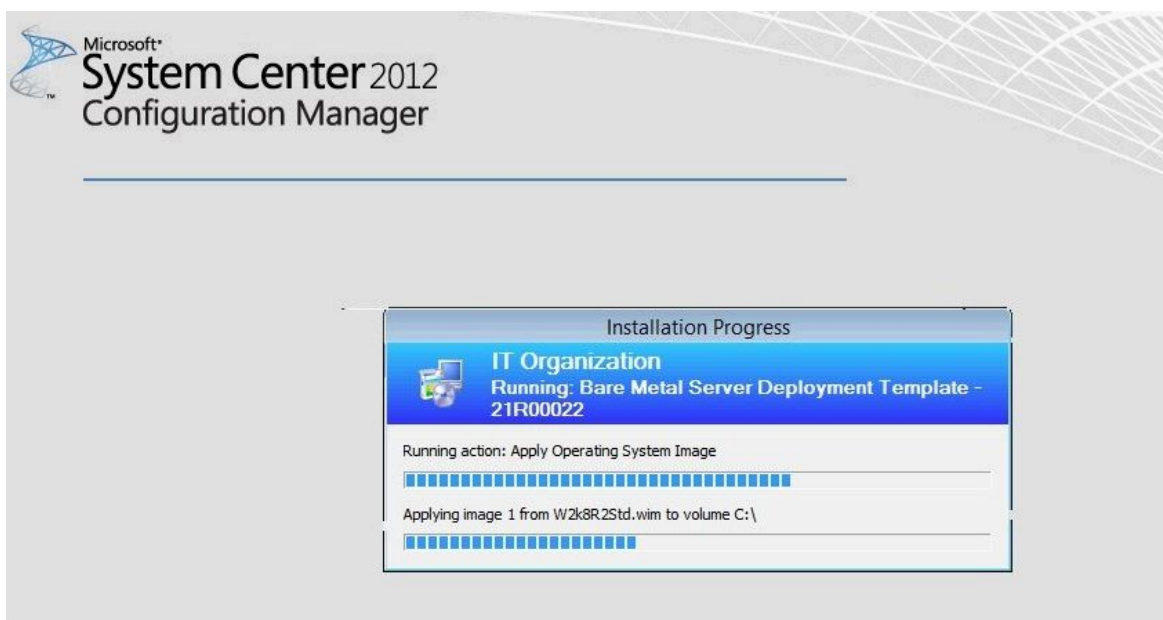 Microsoft®
System Center 2012
Configuration Manager
Installation Progress
IT Organization
Running: Bare Metal Server Deployment Template -
21R00022
Running action: Apply Operating System Image
Applying image 1 from W2k8R2Std.wim to volume C:\